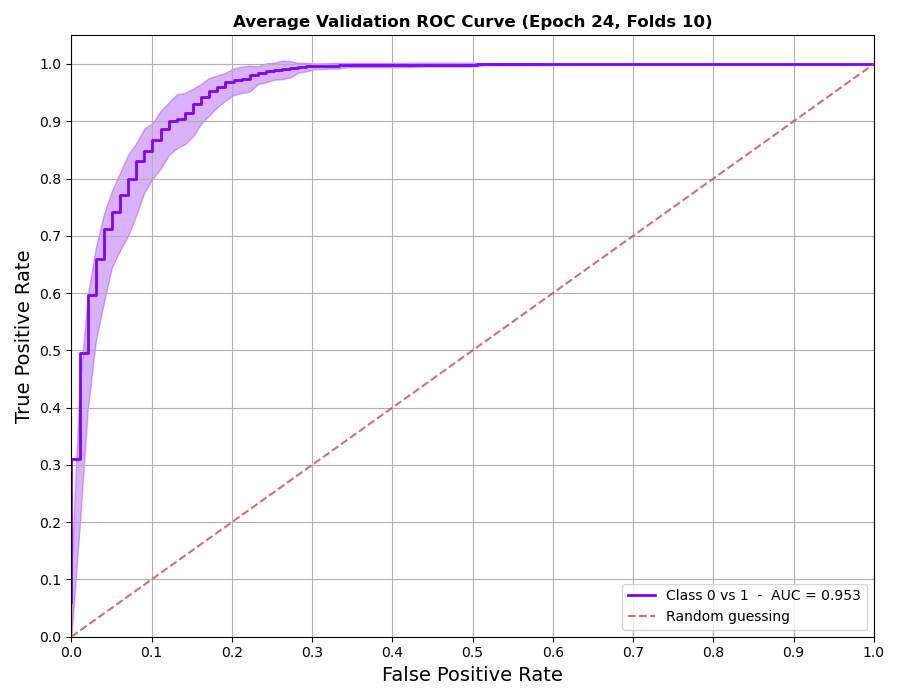 Average Validation ROC Curve (Epoch 24, Folds 10)
True Positive Rate
1.0
0.9
0.8
0.7
0.6
0.5
0.4
0.3
0.2
0.1
0.0
Class 0 vs 1 - AUC = 0.953
Random guessing
0.0 0.1 0.2 0.3 0.4 0.5 0.6 0.7 0.8 0.9 1.0
False Positive Rate